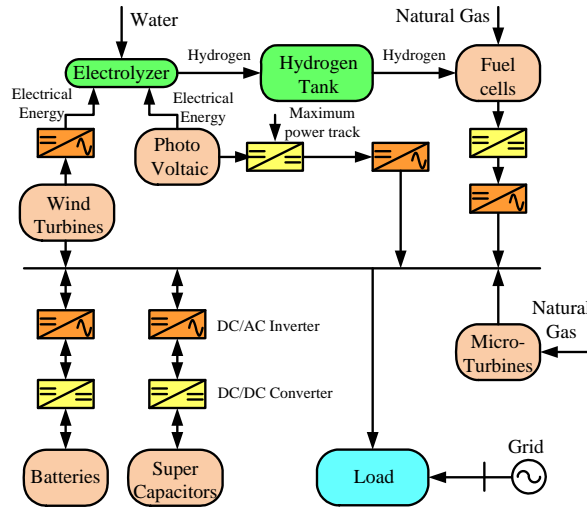 Water
Natural Gas
Electrolyzer
Hydrogen
Hydrogen
Tank
Hydrogen
Fuel
cells
Electrical
Energy
Electrical
Energy
Maximum
power track
Photo
Voltaic
Wind
Turbines
DC/AC Inverter
Micro-
Turbines
Natural
Gas
DC/DC Converter
Batteries
Super
Capacitors
Load
Grid